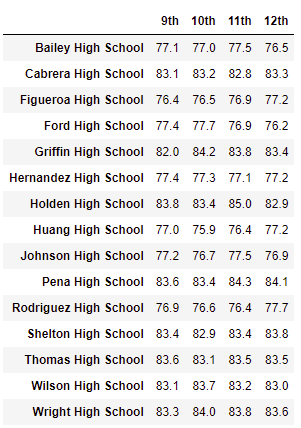 9th 10th 11th 12th
Bailey High School 77.1 77.0 77.5 76.5
Cabrera High School 83.1 83.2 82.8 83.3
Figueroa High School 76.4 76.5 76.9 77.2
Ford High School 77.4 77.7 76.9 76.2
Griffin High School 82.0 84.2 83.8 83.4
Hernandez High School 77.4 77.3 77.1 77.2
Holden High School 83.8 83.4 85.0 82.9
Huang High School 77.0 75.9 76.4 77.2
Johnson High School 77.2 76.7 77.5 76.9
Pena High School 83.6 83.4 84.3 84.1
Rodriguez High School 76.9 76.6 76.4 77.7
Shelton High School 83.4 82.9 83.4 83.8
Thomas High School 83.6 83.1 83.5 83.5
Wilson High School 83.1 83.7 83.2 83.0
Wright High School 83.3 84.0 83.8 83.6